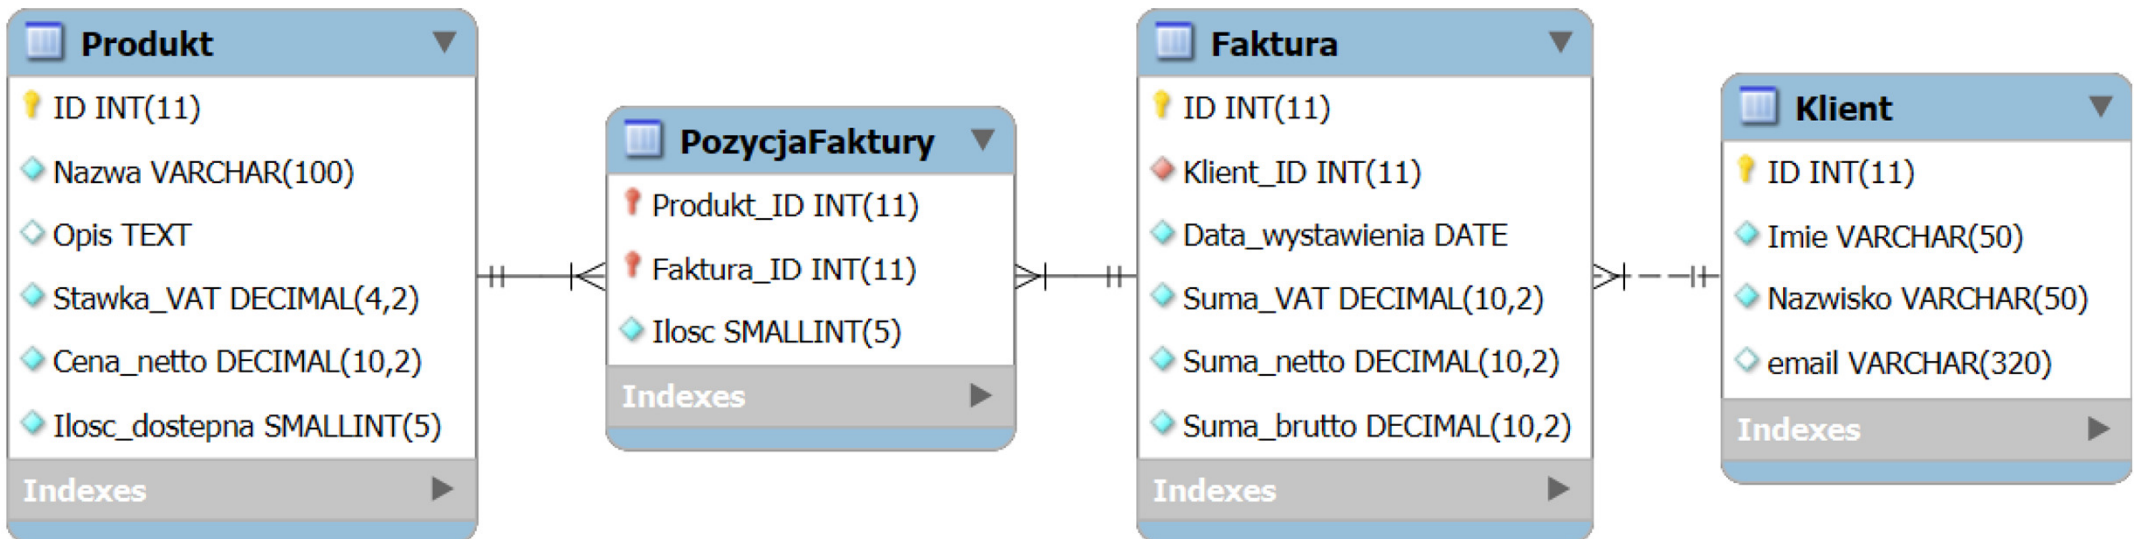 Produkt
ID INT(11)
Nazwa VARCHAR(100)
Opis TEXT
Stawka_VAT DECIMAL(4,2)
Cena_netto DECIMAL(10,2)
Ilosc_dostepna SMALLINT(5)
Indexes
PozycjaFaktury
Produkt_ID INT(11)
Faktura_ID INT(11)
Ilosc SMALLINT(5)
Indexes
Faktura
ID INT(11)
Klient_ID INT(11)
Data_wystawienia DATE
Suma_VAT DECIMAL(10,2)
Suma_netto DECIMAL(10,2)
Suma_brutto DECIMAL(10,2)
Indexes
Klient
ID INT(11)
Imie VARCHAR(50)
Nazwisko VARCHAR(50)
email VARCHAR(320)
Indexes